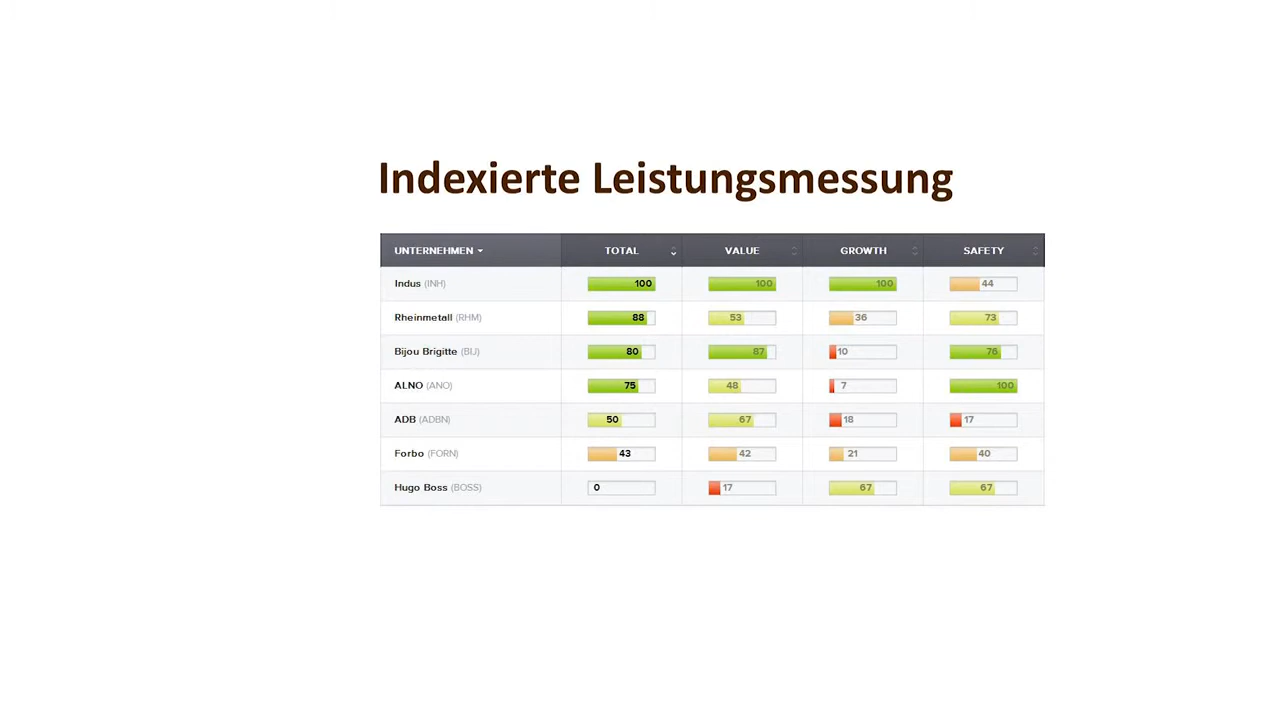 Indexierte Leistungsmessung
UNTERNEHMEN TOTAL VALUE GROWTH SAFETY
Indus (INH) 100 100 100 44
Rheinmetall (RHM) 88 53 36 73
Bijou Brigitte (BIJ) 80 87 10 76
ALNO (ANO) 75 48 7 100
ADB (ADBN) 50 67 18 17
Forbo (FORN) 43 42 21 40
Hugo Boss (BOSS) 0 17 67 67